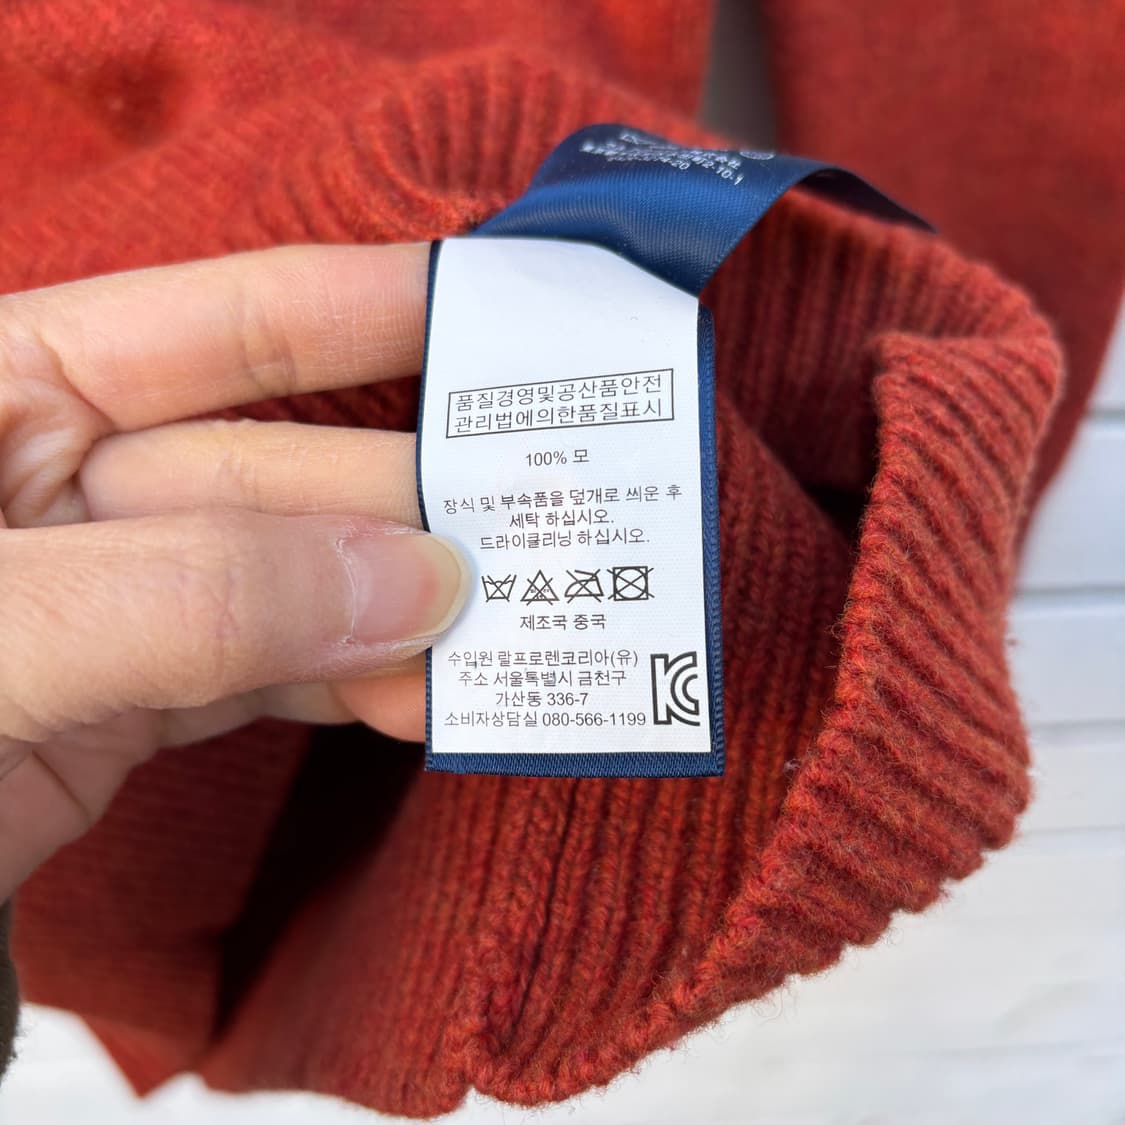 품질경영및공산품안전
관리법에의한품질표시
100% 모
장식 및 부속품을 덮개로 씌운 후
세탁 하십시오.
드라이클리닝 하십시오.
제조국 중국
수입원 랄프로렌코리아(유)
주소 서울특별시 금천구
가산동 336-7
소비자상담실 080-566-1199